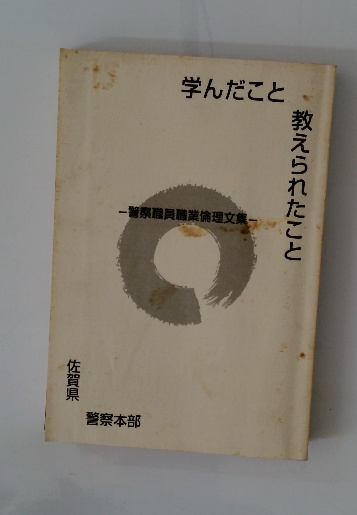 学んだこと
教えられたこと
－警察職員職業倫理文集－
佐賀県
警察本部